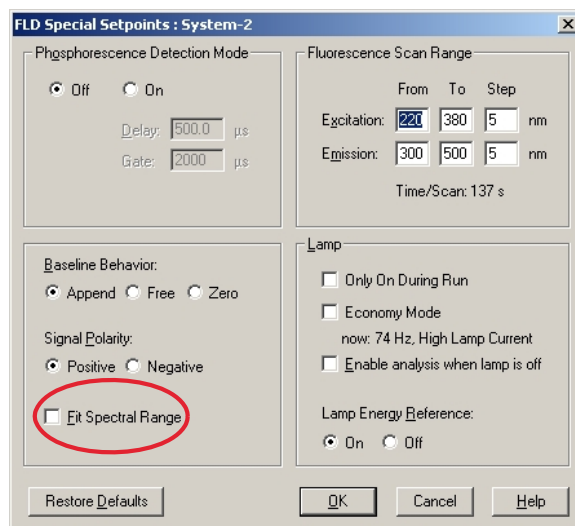 FLD Special Setpoints : System-2
Phosphorescence Detection Mode
Off On
Delay: 500.0 µs
Gate: 2000 µs
Fluorescence Scan Range
From To Step
Excitation: 220 380 5 nm
Emission: 300 500 5 nm
Time/Scan: 137 s
Baseline Behavior:
Append Free Zero
Signal Polarity:
Positive Negative
Fit Spectral Range
Lamp
Only On During Run
Economy Mode
now: 74 Hz, High Lamp Current
Enable analysis when lamp is off
Lamp Energy Reference:
On Off
Restore Defaults OK Cancel Help